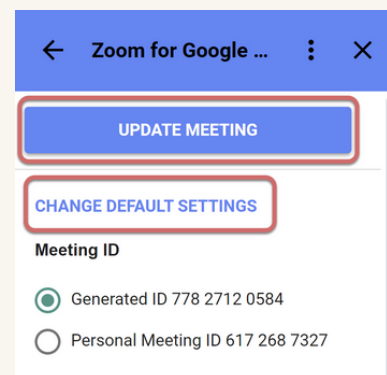 Zoom for Google ...
UPDATE MEETING
CHANGE DEFAULT SETTINGS
Meeting ID
Generated ID 778 2712 0584
Personal Meeting ID 617 268 7327